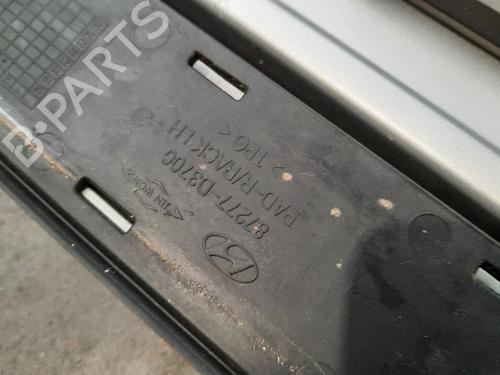 B-PARTS
87277-D3700
PAD-R/RACK LH
> TPO <